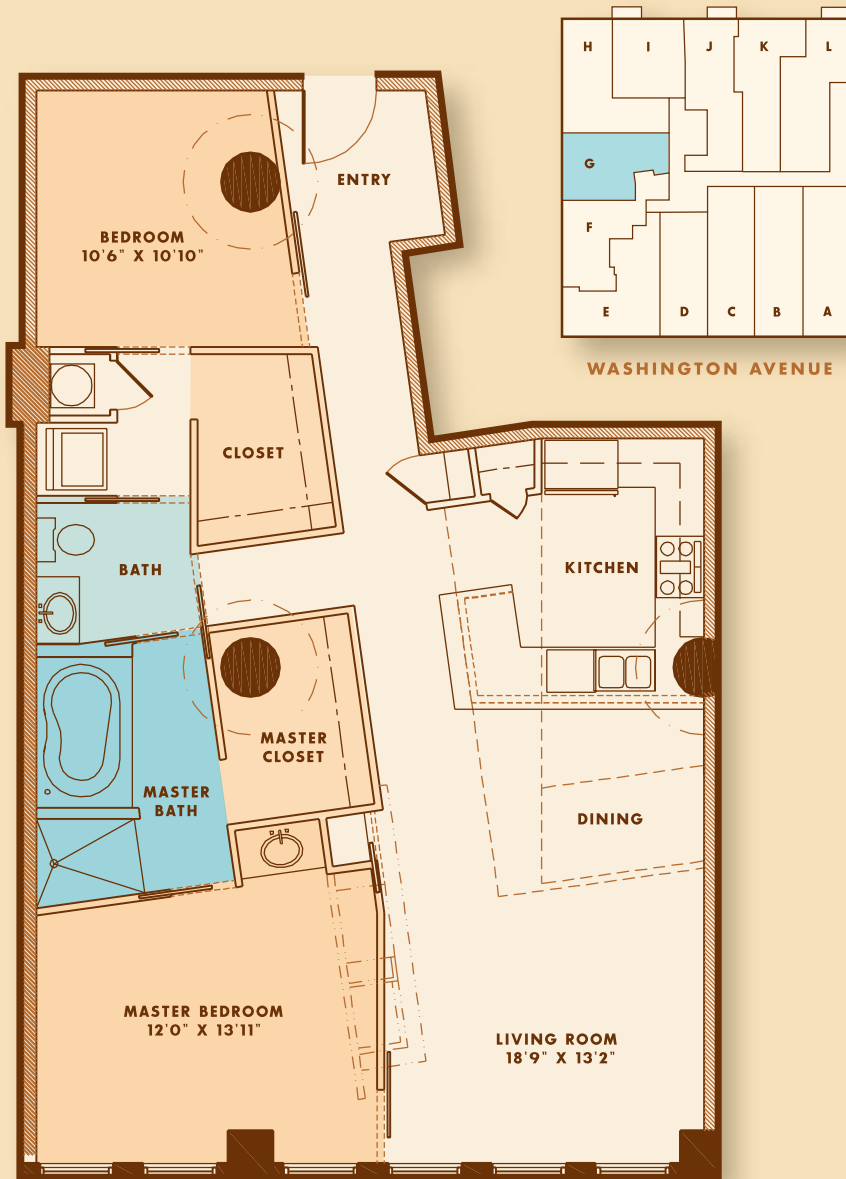 H
I
J
K
L
G
F
E
D
C
B
A
WASHINGTON AVENUE
ENTRY
BEDROOM
10'6" X 10'10"
CLOSET
BATH
KITCHEN
MASTER
CLOSET
MASTER
BATH
DINING
MASTER BEDROOM
12'0" X 13'11"
LIVING ROOM
18'9" X 13'2"